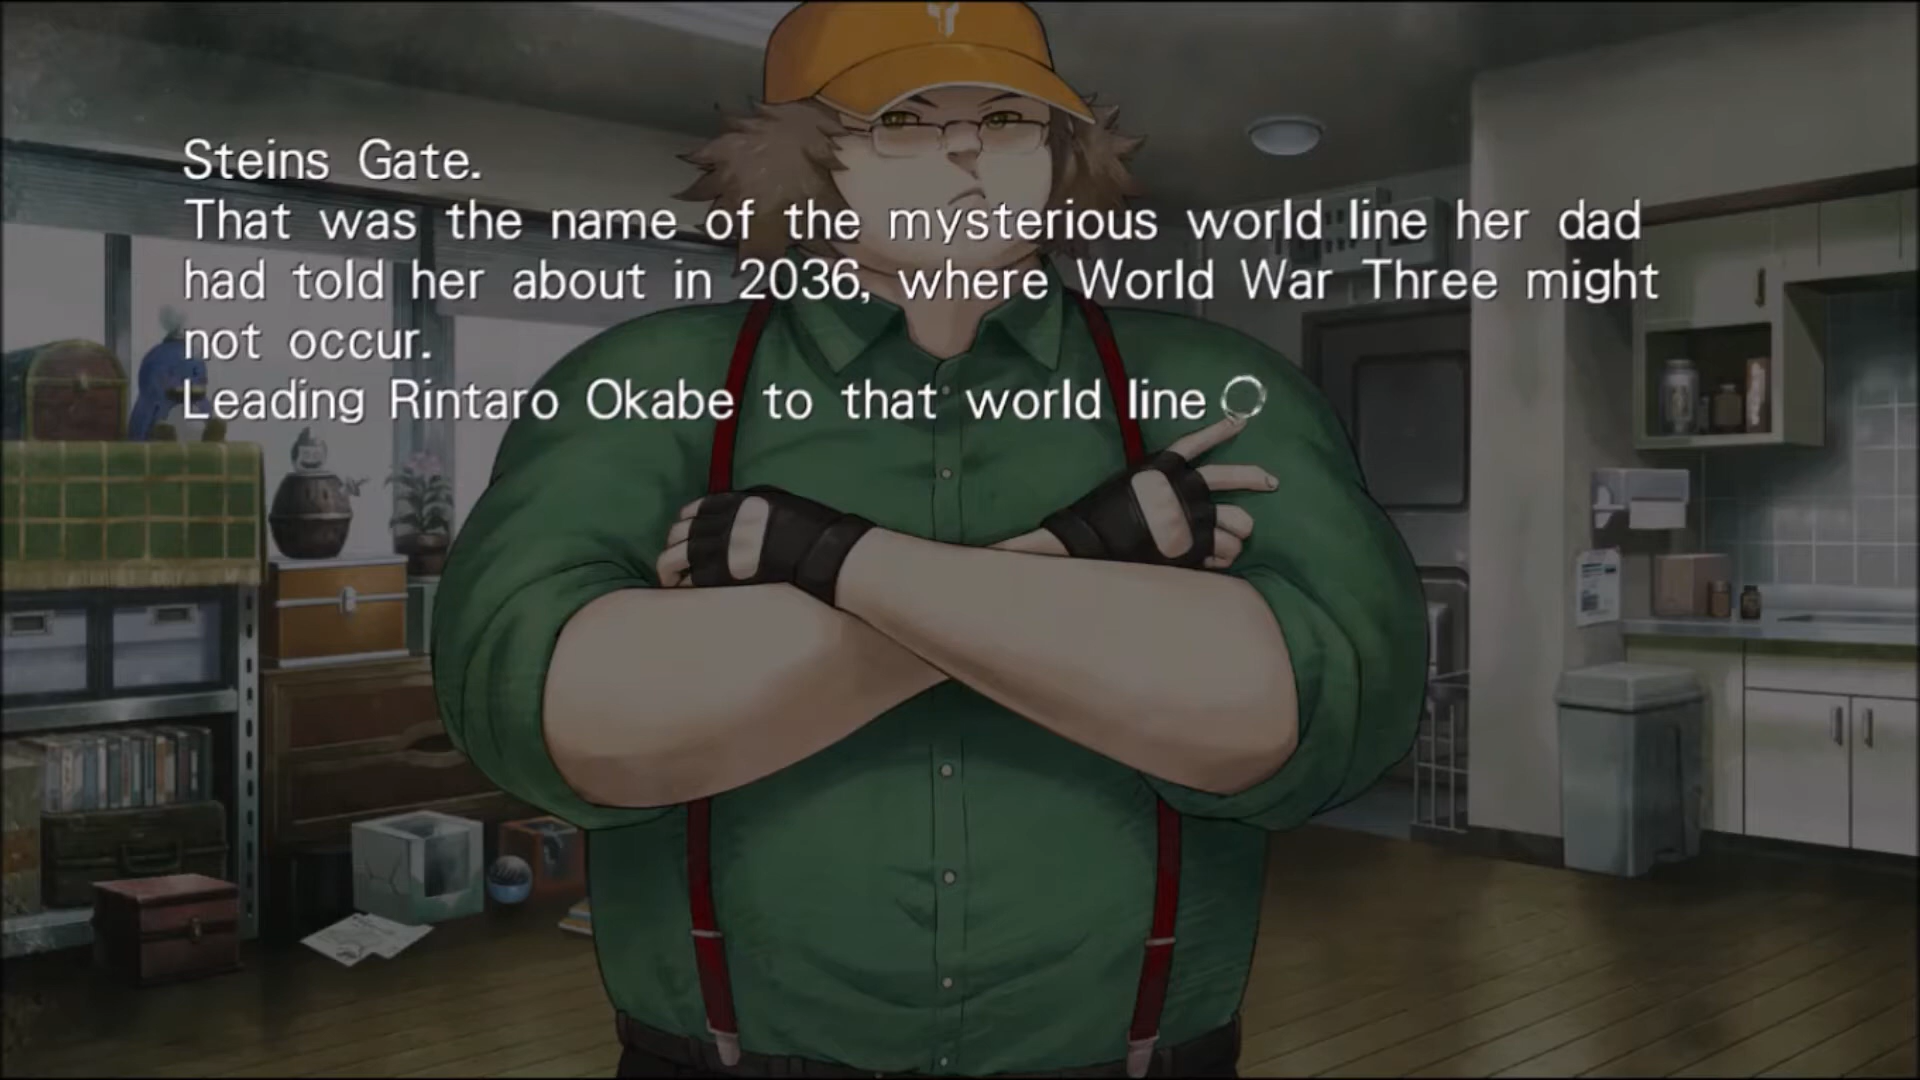 Steins Gate.
That was the name of the mysterious world line her dad
had told her about in 2036, where World War Three might
not occur.
Leading Rintaro Okabe to that world line